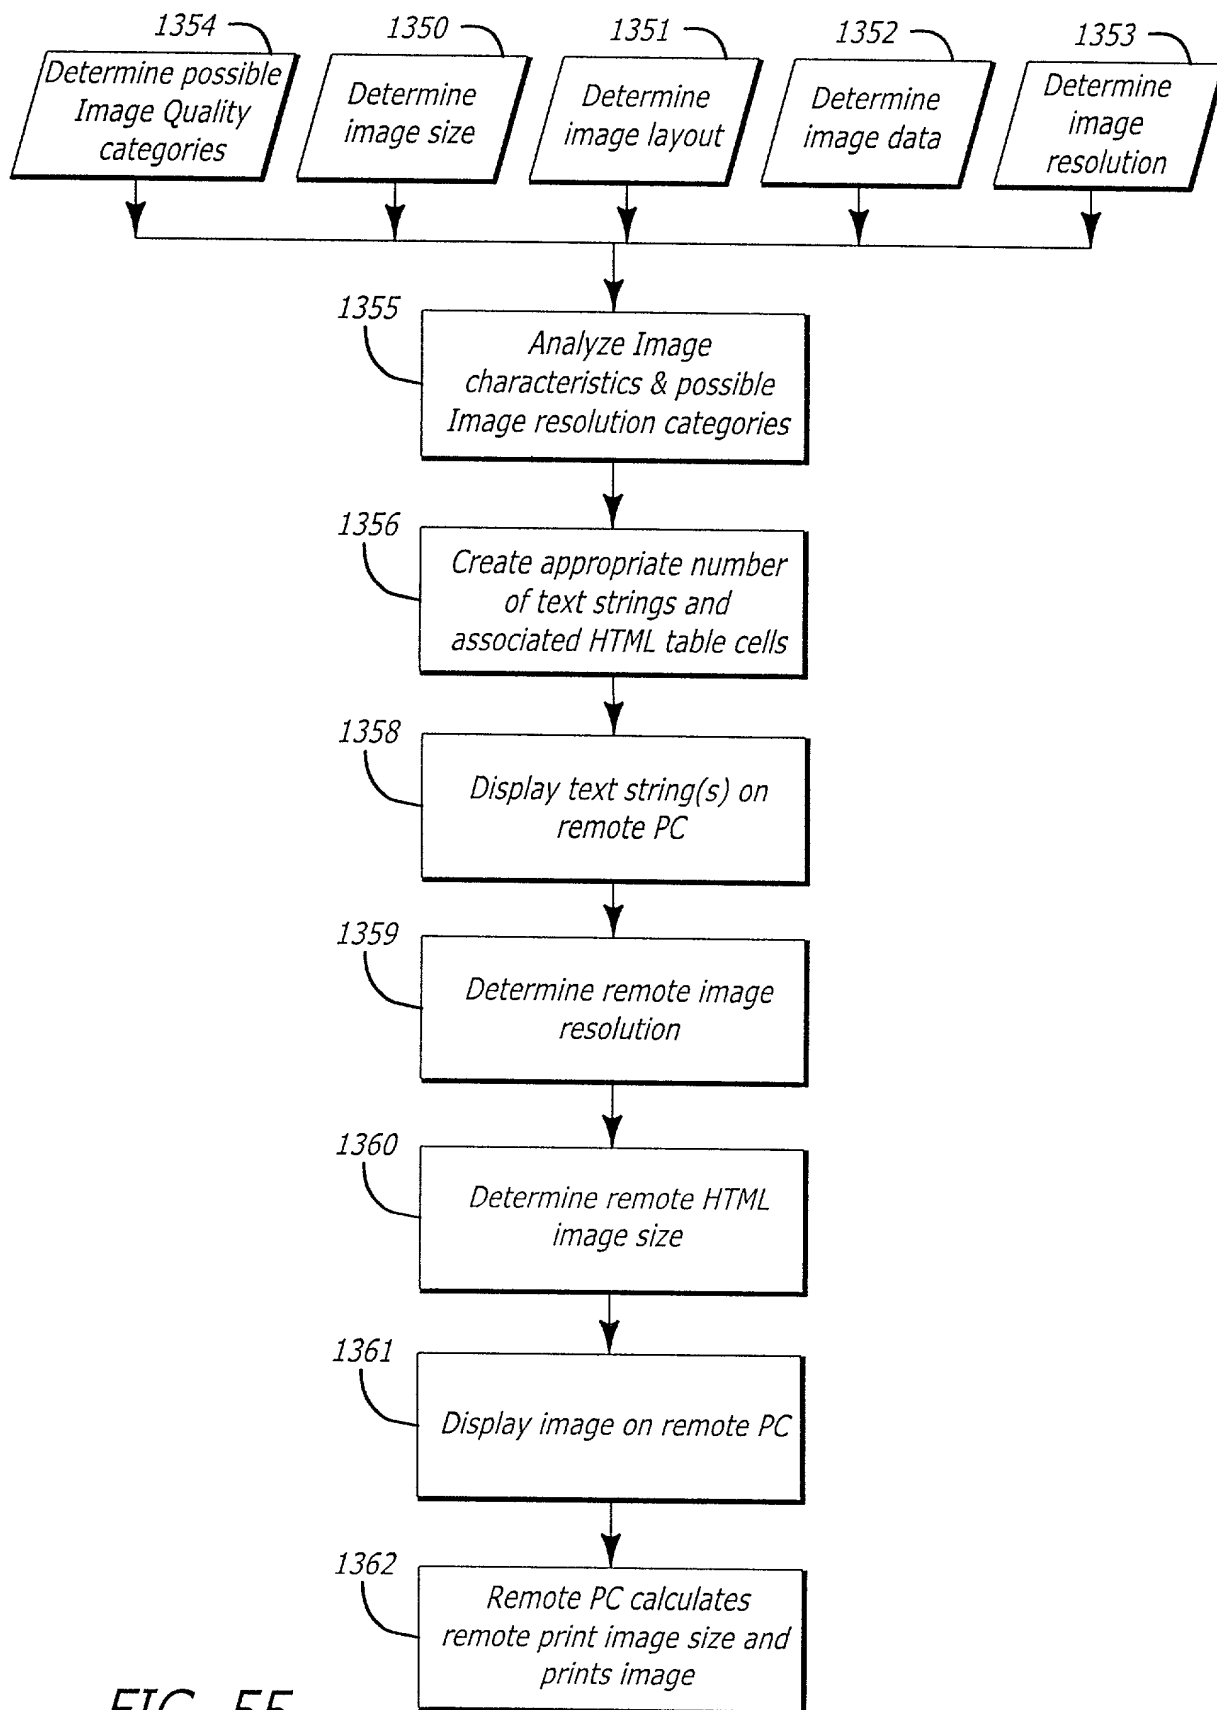 1354
1350
1351
1352
1353
Determine possible
Image Quality
categories
Determine
image size
Determine
image layout
Determine
image data
Determine
image
resolution
1355
Analyze Image
characteristics & possible
Image resolution categories
1356
Create appropriate number
of text strings and
associated HTML table cells
1358
Display text string(s) on
remote PC
1359
Determine remote image
resolution
1360
Determine remote HTML
image size
1361
Display image on remote PC
1362
Remote PC calculates
remote print image size and
prints image
FIG. 55